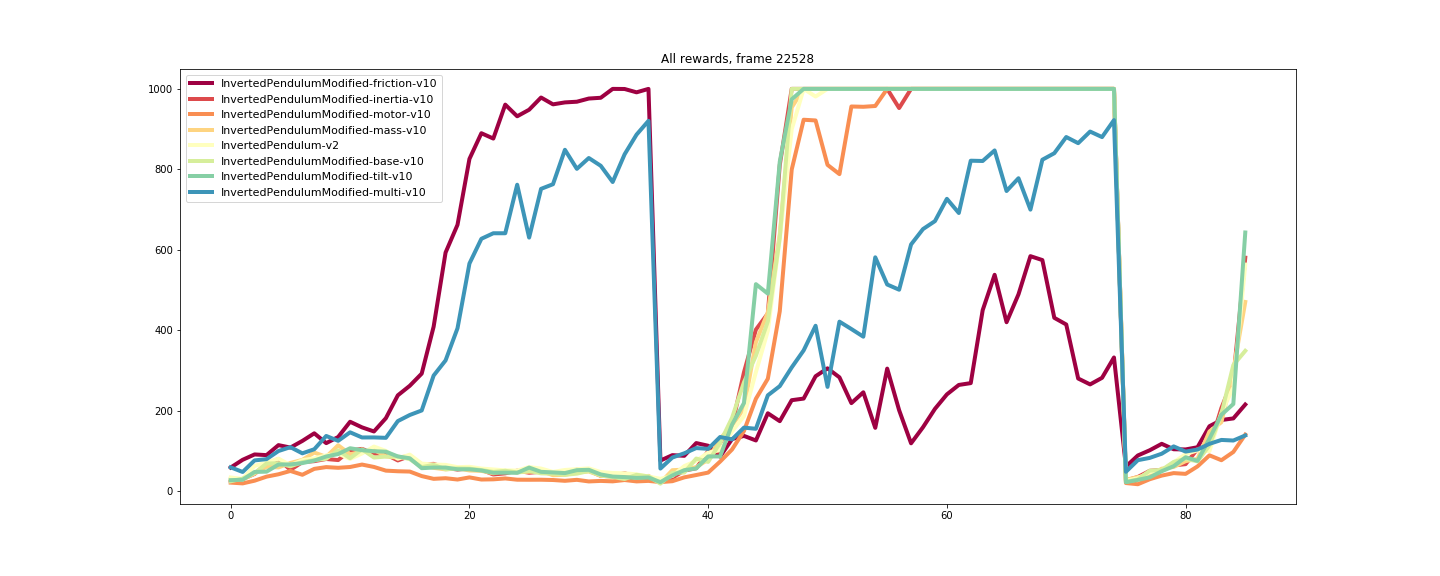 All rewards, frame 22528
InvertedPendulumModified-friction-v10
InvertedPendulumModified-inertia-v10
InvertedPendulumModified-motor-v10
InvertedPendulumModified-mass-v10
InvertedPendulum-v2
InvertedPendulumModified-base-v10
InvertedPendulumModified-tilt-v10
InvertedPendulumModified-multi-v10
1000
800
600
400
200
0
0 20 40 60 80